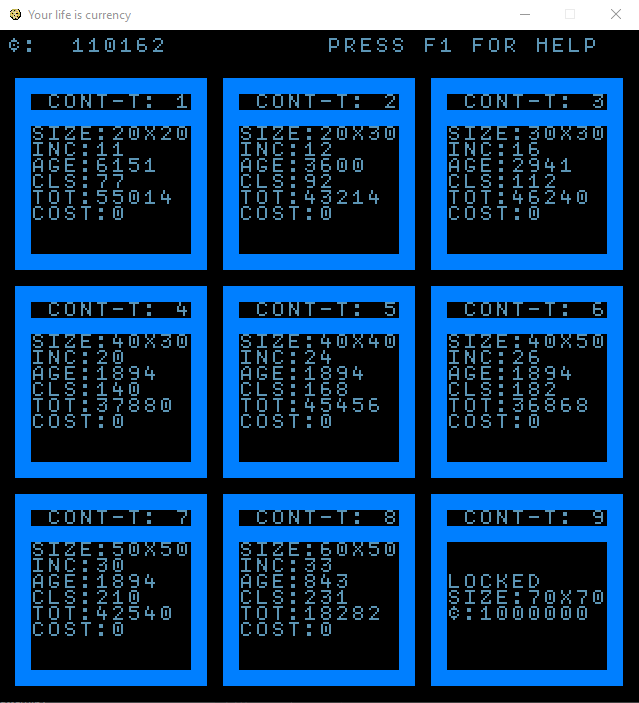 Your life is currency
¢: 110162 PRESS F1 FOR HELP
CONT-T: 1
SIZE:20X20
INC:11
AGE:6151
CLS:77
TOT:55014
COST:0
CONT-T: 2
SIZE:20X30
INC:12
AGE:3600
CLS:92
TOT:43214
COST:0
CONT-T: 3
SIZE:30X30
INC:16
AGE:2941
CLS:112
TOT:46240
COST:0
CONT-T: 4
SIZE:40X30
INC:20
AGE:1894
CLS:140
TOT:37880
COST:0
CONT-T: 5
SIZE:40X40
INC:24
AGE:1894
CLS:168
TOT:45456
COST:0
CONT-T: 6
SIZE:40X50
INC:26
AGE:1894
CLS:182
TOT:36868
COST:0
CONT-T: 7
SIZE:50X50
INC:30
AGE:1894
CLS:210
TOT:42540
COST:0
CONT-T: 8
SIZE:60X50
INC:33
AGE:843
CLS:231
TOT:18282
COST:0
CONT-T: 9
LOCKED
SIZE:70X70
¢:1000000